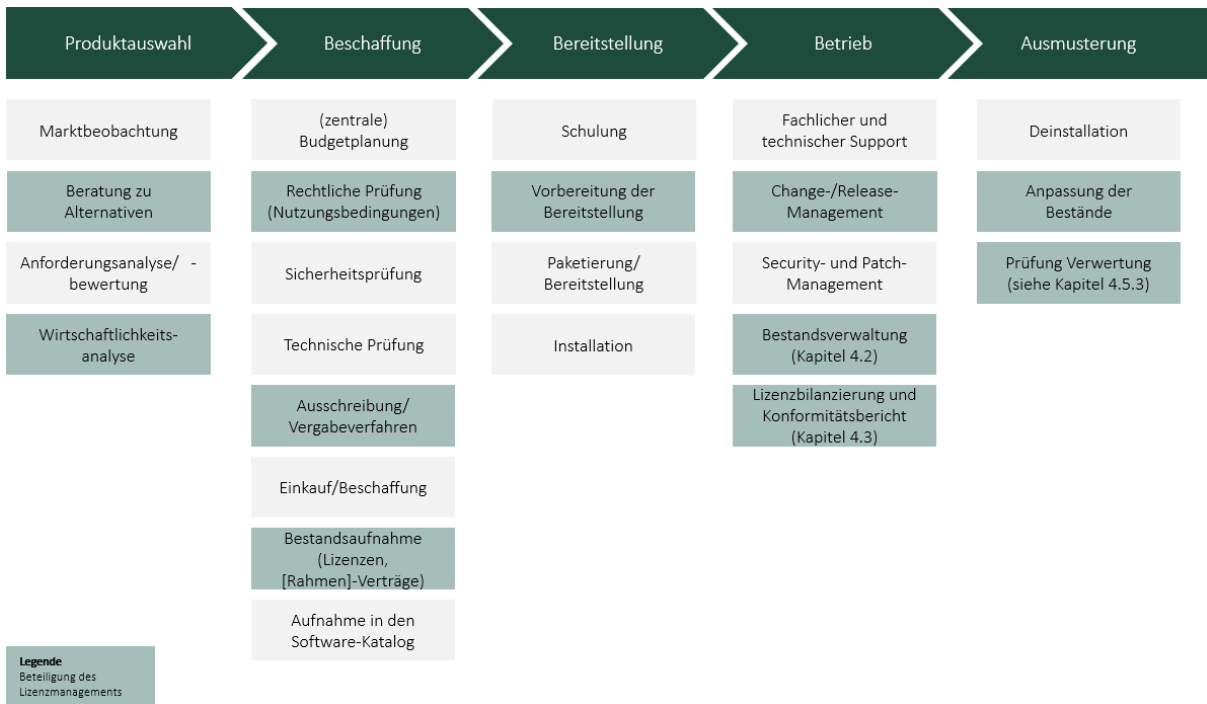 Produktauswahl
Beschaffung
Bereitstellung
Betrieb
Ausmusterung
Marktbeobachtung
Beratung zu
Alternativen
Anforderungsanalyse/ -
bewertung
Wirtschaftlichkeits-
analyse
(zentrale)
Budgetplanung
Rechtliche Prüfung
(Nutzungsbedingungen)
Sicherheitsprüfung
Technische Prüfung
Ausschreibung/
Vergabeverfahren
Einkauf/Beschaffung
Bestandsaufnahme
(Lizenzen,
[Rahmen]-Verträge)
Aufnahme in den
Software-Katalog
Schulung
Vorbereitung der
Bereitstellung
Paketierung/
Bereitstellung
Installation
Fachlicher und
technischer Support
Change-/Release-
Management
Security- und Patch-
Management
Bestandsverwaltung
(Kapitel 4.2)
Lizenzbilanzierung und
Konformitätsbericht
(Kapitel 4.3)
Deinstallation
Anpassung der
Bestände
Prüfung Verwertung
(siehe Kapitel 4.5.3)
Legende
Beteiligung des
Lizenzmanagements